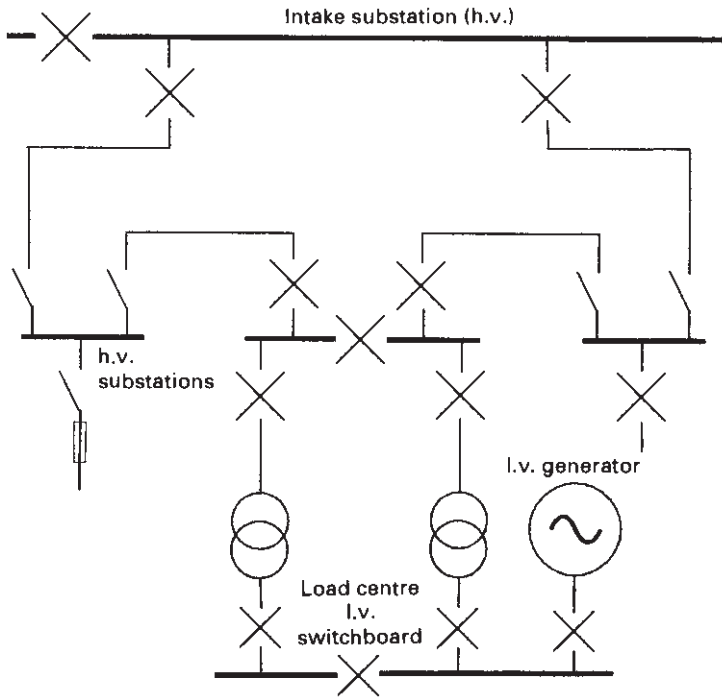 Intake substation (h.v.)
h.v.
substations
l.v. generator
Load centre
l.v.
switchboard